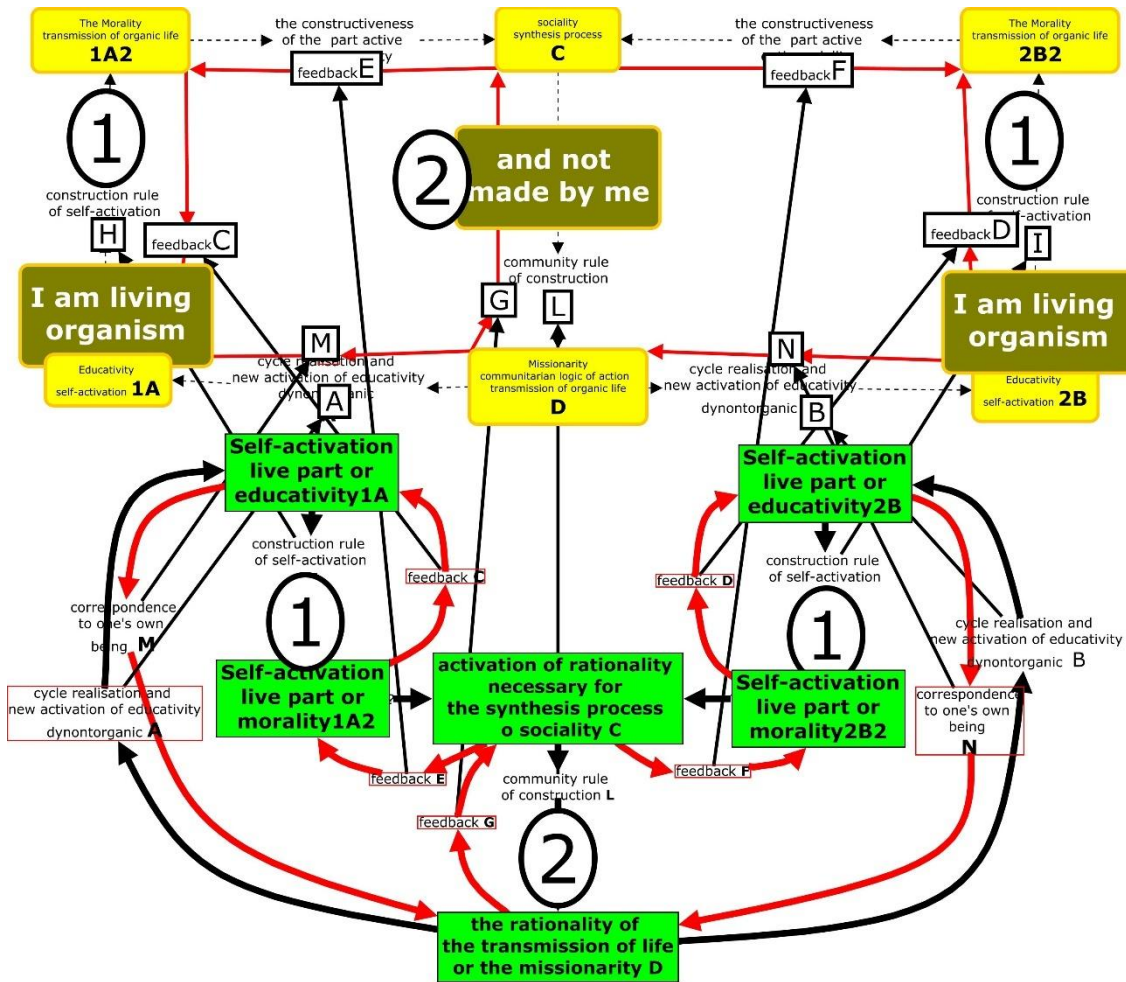 The Morality
transmission of organic life
1A2
the constructiveness
of the part active
sociality
synthesis process
C
the constructiveness
of the part active
The Morality
transmission of organic life
2B2
feedback E
feedback F
1
2
and not
made by me
1
construction rule
of self-activation
H
feedback C
construction rule
feedback D
I
community rule
of construction
I am living
organism
G
L
I am living
organism
M
N
Educativity
self-activation 1A
cycle realisation and
new activation of educativity
A
Missionarity
communitarian logic of action
transmission of organic life
D
cycle realisation and
new activation of educativity
dynontorganic B
Educativity
self-activation 2B
Self-activation
live part or
educativity1A
Self-activation
live part or
educativity2B
construction rule
of self-activation
construction rule
of self-activation
feedback C
feedback D
1
1
correspondence
to one's own
being M
cycle realisation and
new activation of educativity
dynontorganic B
cycle realisation and
new activation of educativity
dynontorganic A
Self-activation
live part or
morality1A2
activation of rationality
necessary for
the synthesis process
o sociality C
Self-activation
live part or
morality2B2
correspondence
to one's own
being
N
feedback E
feedback F
community rule
of construction L
feedback G
2
the rationality of
the transmission of life
or the missionarity D